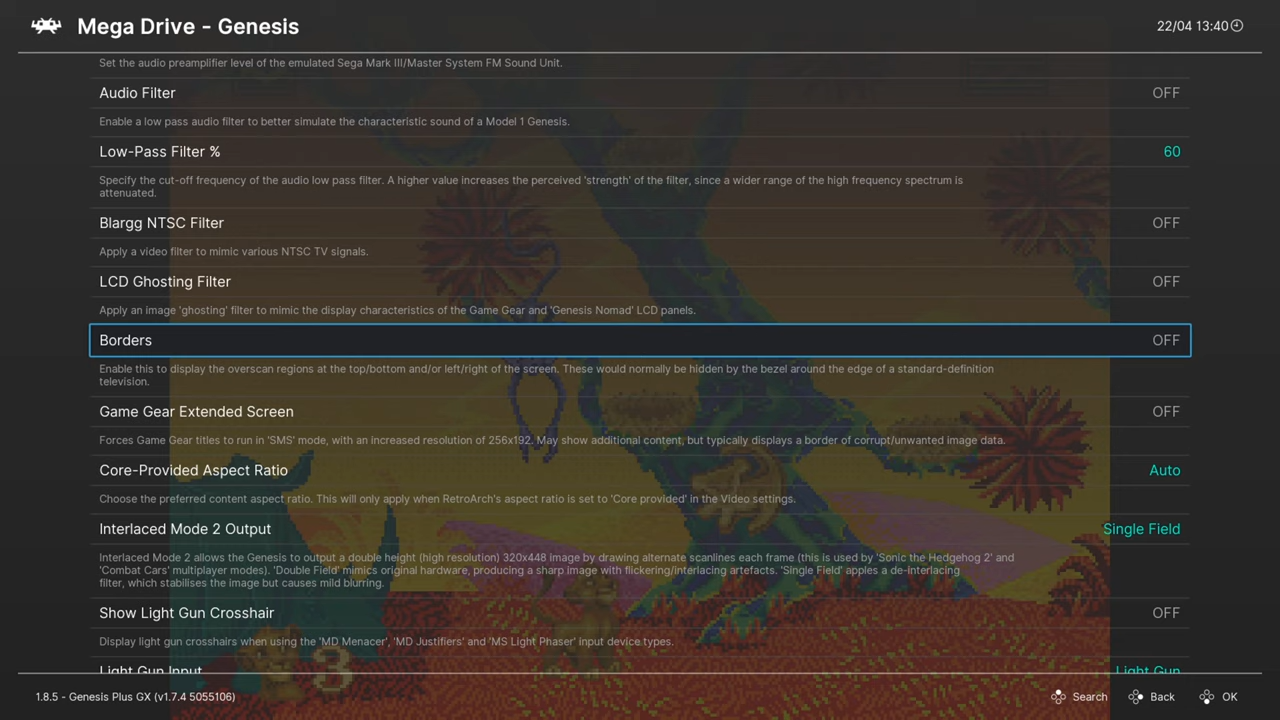 Mega Drive - Genesis
22/04 13:40
Set the audio preamplifier level of the emulated Sega Mark III/Master System FM Sound Unit.
Audio Filter OFF
Enable a low pass audio filter to better simulate the characteristic sound of a Model 1 Genesis.
Low-Pass Filter % 60
Specify the cut-off frequency of the audio low pass filter. A higher value increases the perceived 'strength' of the filter, since a wider range of the high frequency spectrum is
attenuated.
Blargg NTSC Filter OFF
Apply a video filter to mimic various NTSC TV signals.
LCD Ghosting Filter OFF
Apply an image 'ghosting' filter to mimic the display characteristics of the Game Gear and 'Genesis Nomad' LCD panels.
Borders OFF
Enable this to display the overscan regions at the top/bottom and/or left/right of the screen. These would normally be hidden by the bezel around the edge of a standard-definition
television.
Game Gear Extended Screen OFF
Forces Game Gear titles to run in 'SMS' mode, with an increased resolution of 256x192. May show additional content, but typically displays a border of corrupt/unwanted image data.
Core-Provided Aspect Ratio Auto
Choose the preferred content aspect ratio. This will only apply when RetroArch's aspect ratio is set to 'Core provided' in the Video settings.
Interlaced Mode 2 Output Single Field
Interlaced Mode 2 allows the Genesis to output a double height (high resolution) 320x448 image by drawing alternate scanlines each frame (this is used by 'Sonic the Hedgehog 2' and
'Combat Cars' multiplayer modes). 'Double Field' mimics original hardware, producing a sharp image with flickering/interlacing artefacts. 'Single Field' apples a de-interlacing
filter, which stabilises the image but causes mild blurring.
Show Light Gun Crosshair OFF
Display light gun crosshairs when using the 'MD Menacer', 'MD Justifiers' and 'MS Light Phaser' input device types.
Light Gun Input Light Gun
3
1.8.5 - Genesis Plus GX (v1.7.4 5055106)
Search Back OK